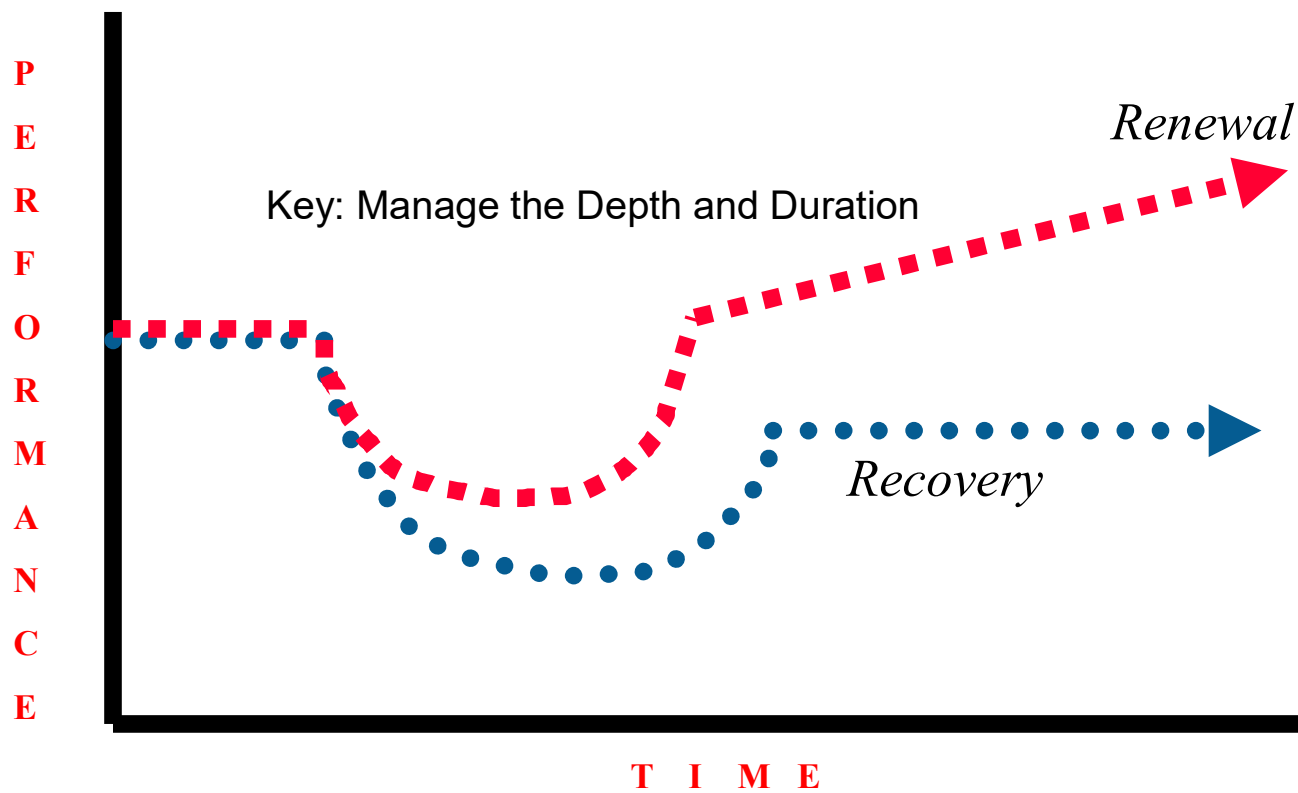 PERFORMANCE
Renewal
Key: Manage the Depth and Duration
Recovery
TIME